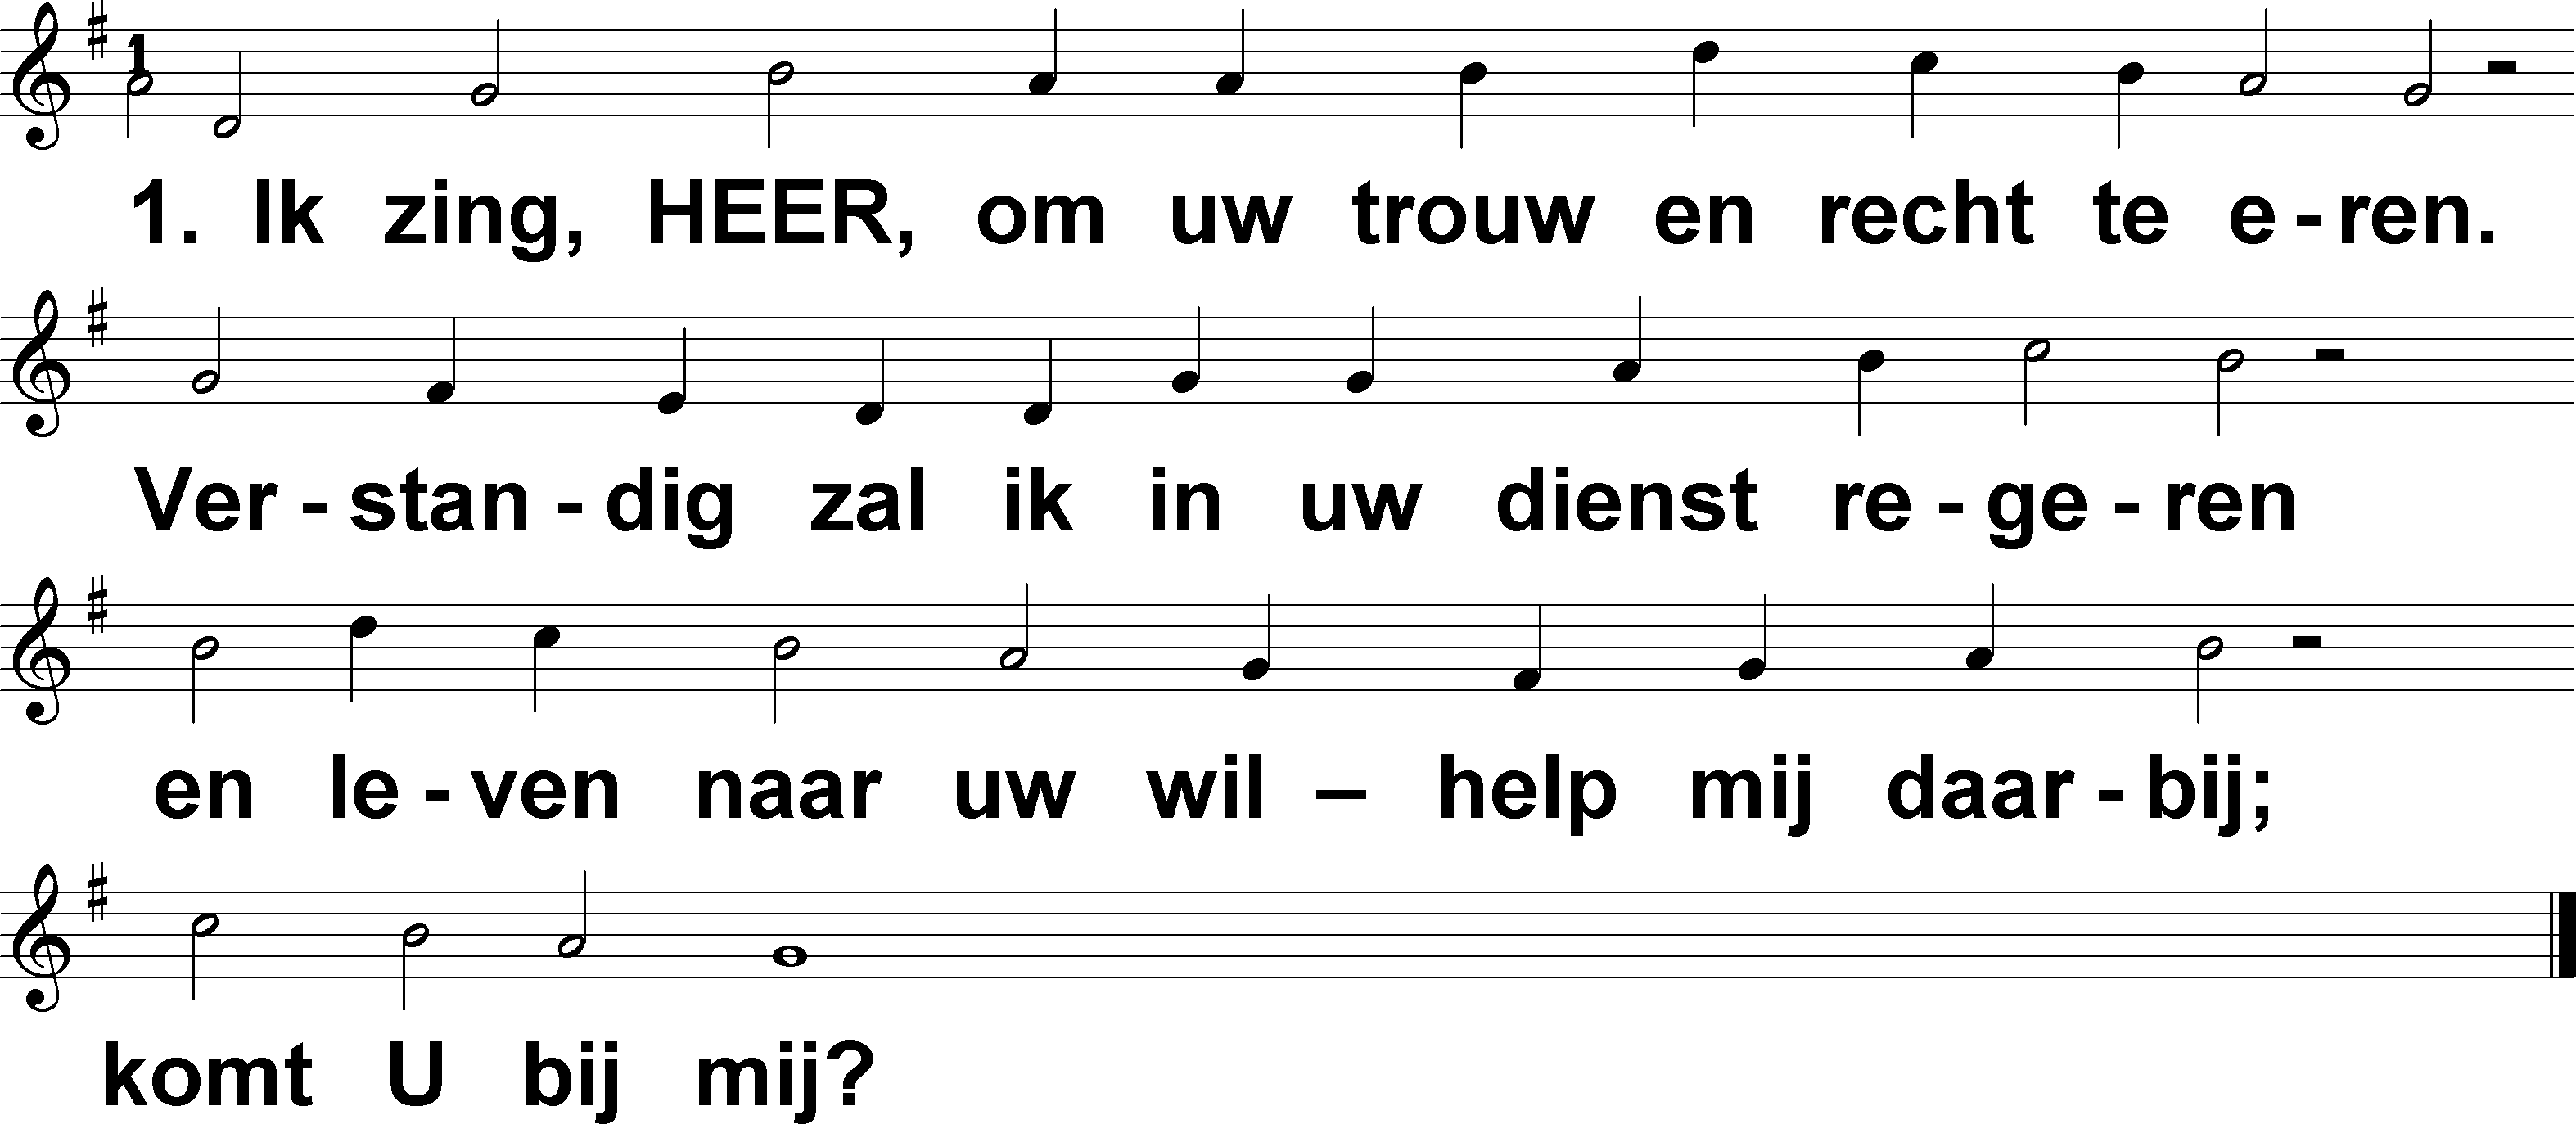 1
1. Ik zing, HEER, om uw trouw en recht te e - ren.
Ver - stan - dig zal ik in uw dienst re - ge - ren
en le - ven naar uw wil – help mij daar - bij;
komt U bij mij?